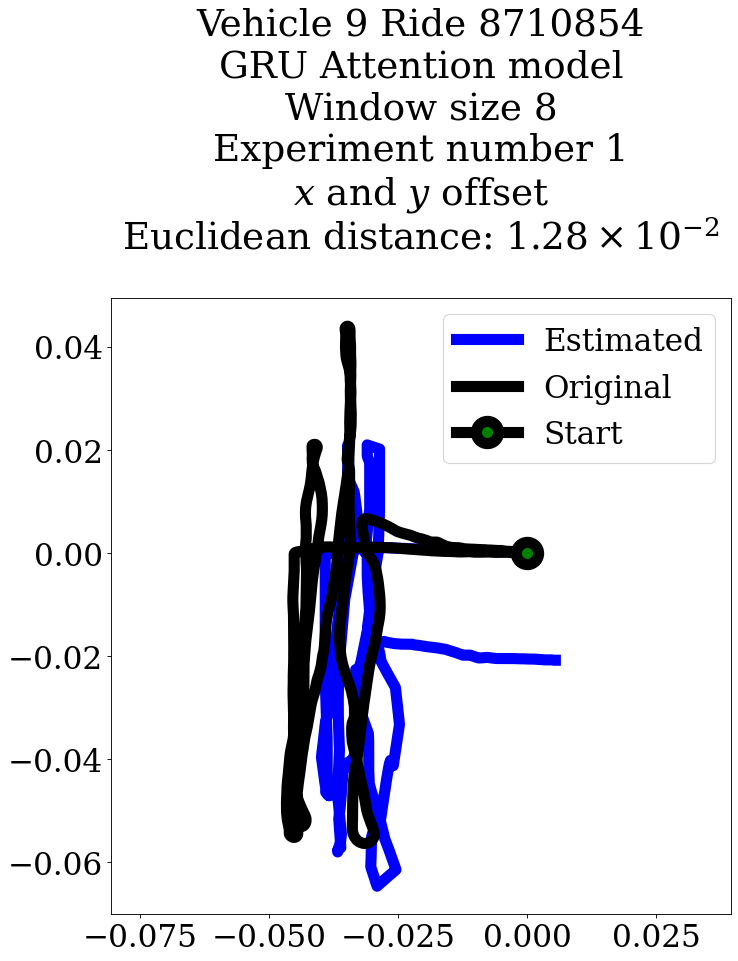 Vehicle 9 Ride 8710854
GRU Attention model
Window size 8
Experiment number 1
x and y offset
Euclidean distance: 1.28 × 10⁻²
Estimated
Original
Start
0.04
0.02
0.00
−0.02
−0.04
−0.06
−0.075 −0.050 −0.025 0.000 0.025